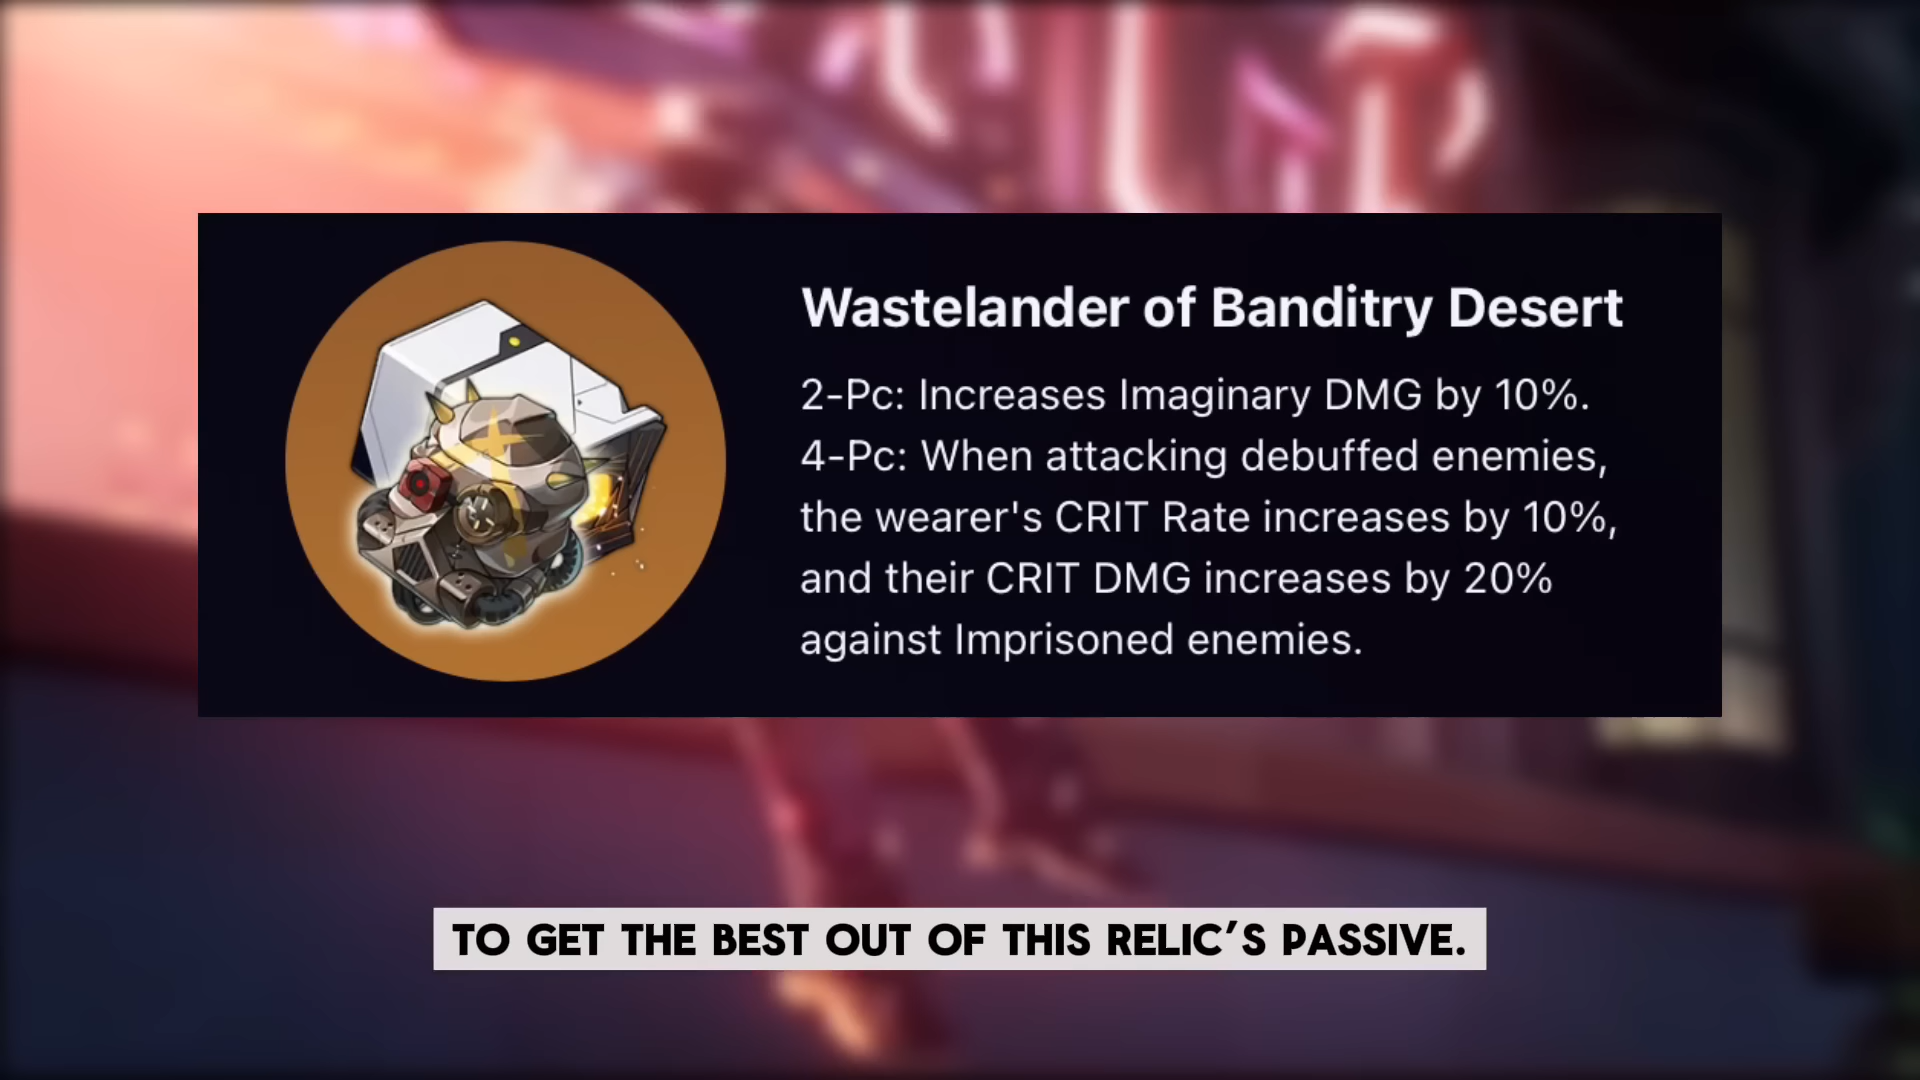 Wastelander of Banditry Desert
2-Pc: Increases Imaginary DMG by 10%.
4-Pc: When attacking debuffed enemies,
the wearer's CRIT Rate increases by 10%,
and their CRIT DMG increases by 20%
against Imprisoned enemies.
TO GET THE BEST OUT OF THIS RELIC'S PASSIVE.